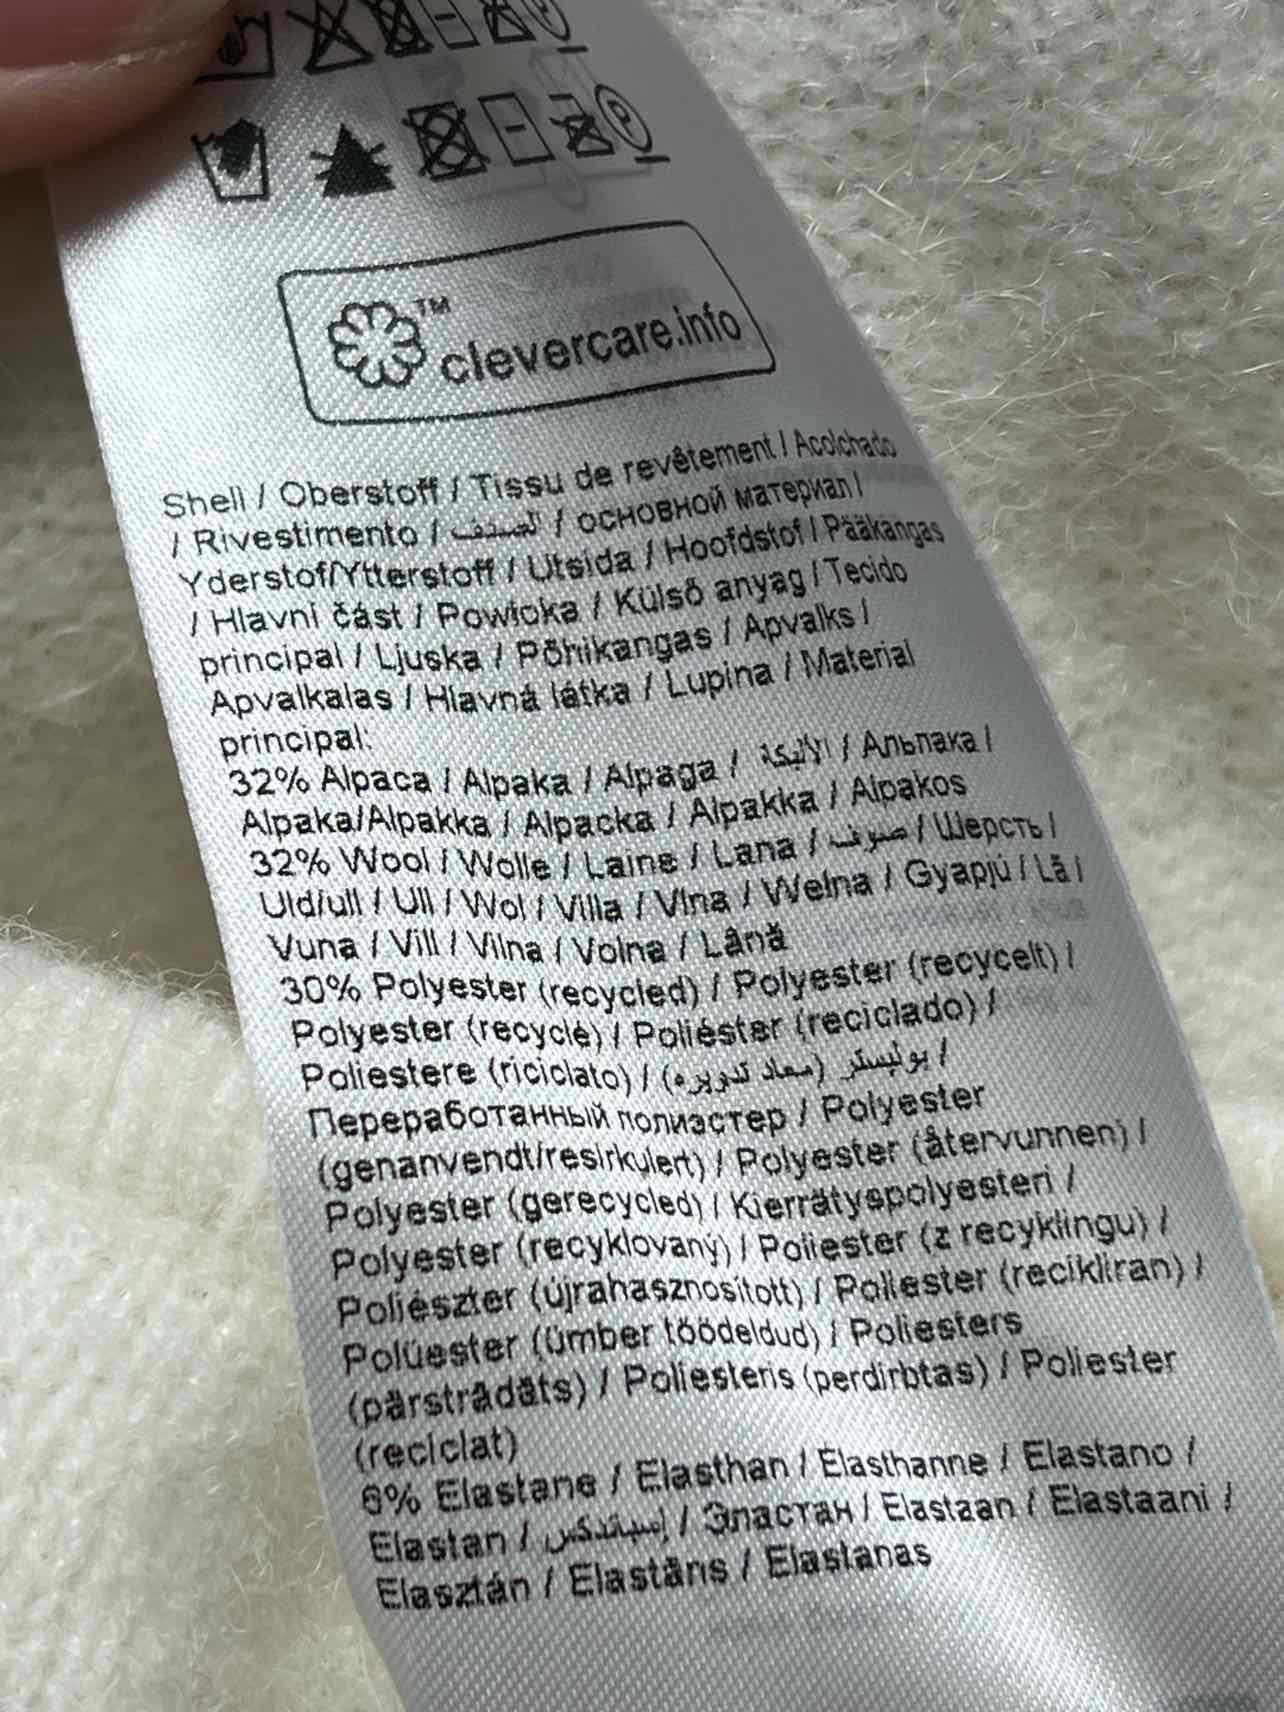 ™ clevercare.info
Shell / Oberstoff / Tissu de revêtement / Acolchado
/ Rivestimento / الصدف / основной материал /
Yderstof/Ytterstoff / Utsida / Hoofdstof / Pääkangas
/ Hlavní část / Powłoka / Külső anyag / Tecido
principal / Ljuska / Põhikangas / Apvalks /
Apvalkalas / Hlavná látka / Lupina / Material
principal:
32% Alpaca / Alpaka / Alpaga / الألبكة / Альпака /
Alpaka/Alpakka / Alpacka / Alpakka / Alpakos
32% Wool / Wolle / Laine / Lana / صوف / Шерсть /
Uld/ull / Ull / Wol / Villa / Vlna / Wełna / Gyapjú / Lã /
Vuna / Vill / Vilna / Volna / Lână
30% Polyester (recycled) / Polyester (recycelt) /
Polyester (recyclé) / Poliéster (reciclado) /
Poliestere (riciclato) / بوليستر (معاد تدويره) /
Переработанный полиэстер / Polyester
(genanvendt/resirkulert) / Polyester (återvunnen) /
Polyester (gerecycled) / Kierrätyspolyesteri /
Polyester (recyklovaný) / Poliester (z recyklingu) /
Poliészter (újrahasznosított) / Poliester (recikliran) /
Polüester (ümber töödeldud) / Poliesters
(pārstrādāts) / Poliesteris (perdirbtas) / Poliester
(reciclat)
6% Elastane / Elasthan / Élasthanne / Elastano /
Elastan / إسباندكس / Эластан / Elastaan / Elastaani /
Elasztán / Elastāns / Elastanas